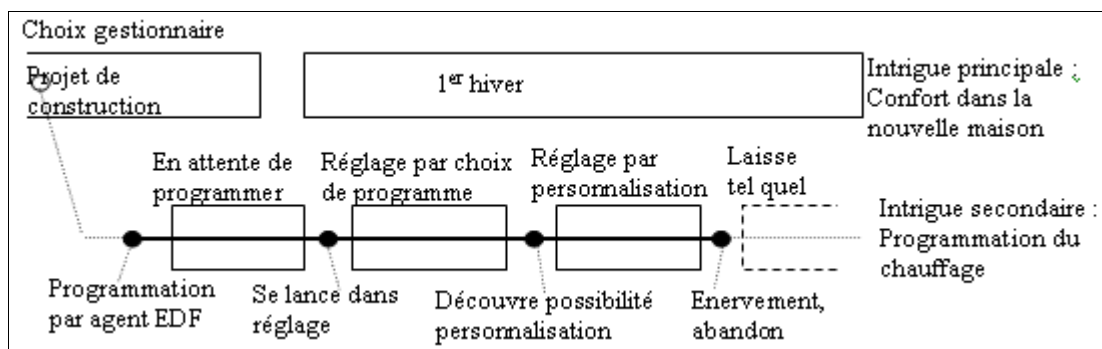 Choix gestionnaire
Projet de
construction
1er hiver
Intrigue principale :
Confort dans la
nouvelle maison
En attente de
programmer
Réglage par choix
de programme
Réglage par
personnalisation
Laisse
tel quel
Intrigue secondaire :
Programmation du
chauffage
Programmation
par agent EDF
Se lance dans
réglage
Découvre possibilité
personnalisation
Enervement,
abandon